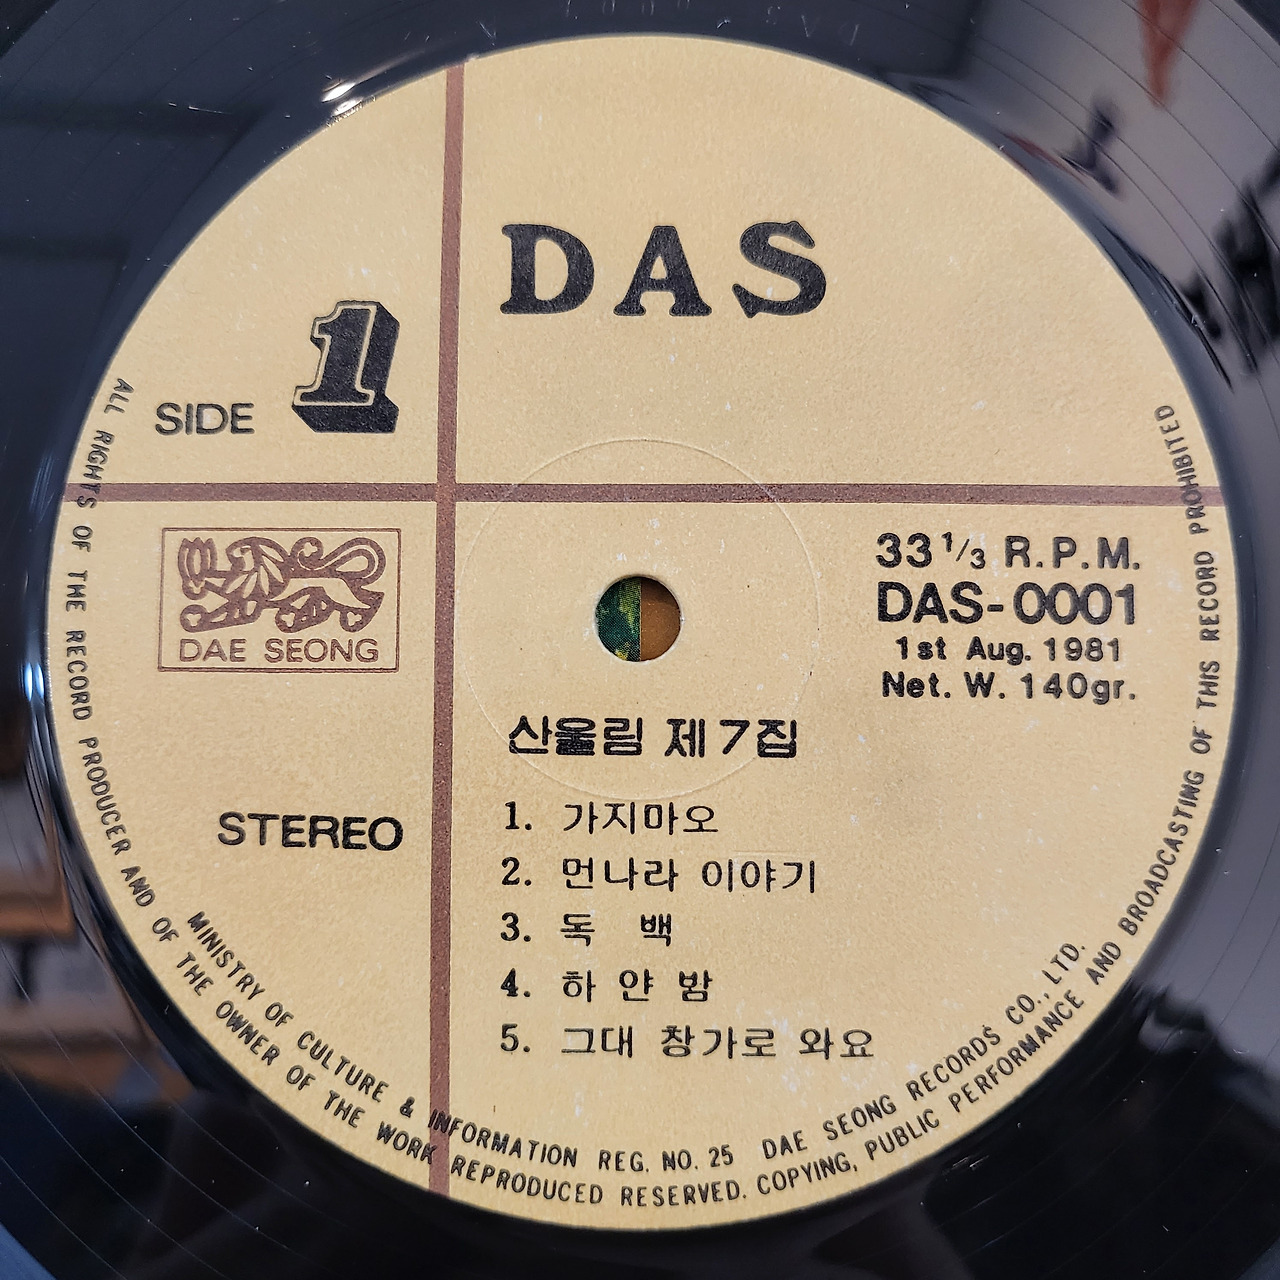 DAS
SIDE 1
DAE SEONG
33 1/3 R.P.M.
DAS-0001
1st Aug. 1981
Net. W. 140gr.
산울림 제7집
STEREO
1. 가지마오
2. 먼나라 이야기
3. 독 백
4. 하얀밤
5. 그대 창가로 와요
MINISTRY OF CULTURE & INFORMATION REG. NO. 25 DAE SEONG RECORDS CO., LTD.
ALL RIGHTS OF THE RECORD PRODUCER AND OF THE OWNER OF THE WORK REPRODUCED RESERVED. COPYING, PUBLIC PERFORMANCE AND BROADCASTING OF THIS RECORD PROHIBITED